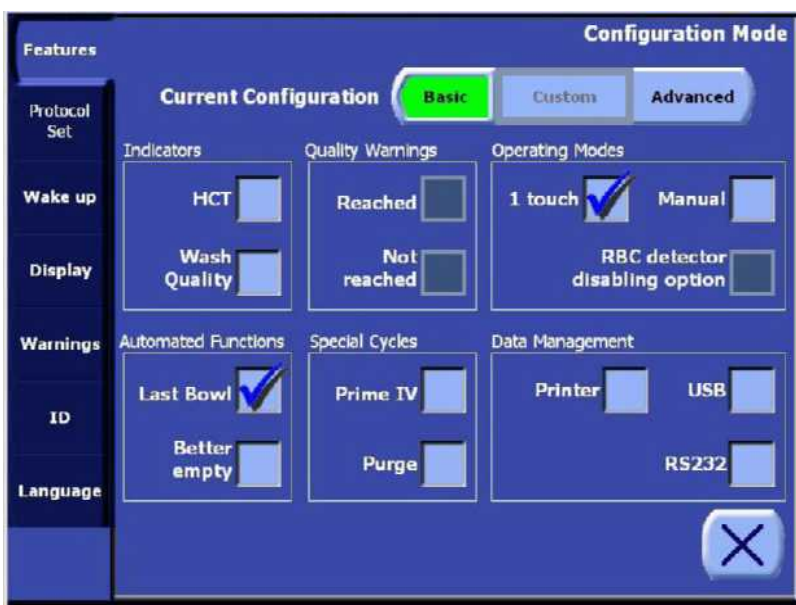 Features
Configuration Mode
Current Configuration
Basic
Custom
Advanced
Protocol
Set
Indicators
Quality Warnings
Operating Modes
Wake up
HCT
Reached
1 touch
Manual
Display
Wash
Quality
Not
reached
RBC detector
disabling option
Warnings
Automated Functions
Special Cycles
Data Management
Last Bowl
Prime IV
Printer
USB
ID
Better
empty
Purge
RS232
Language